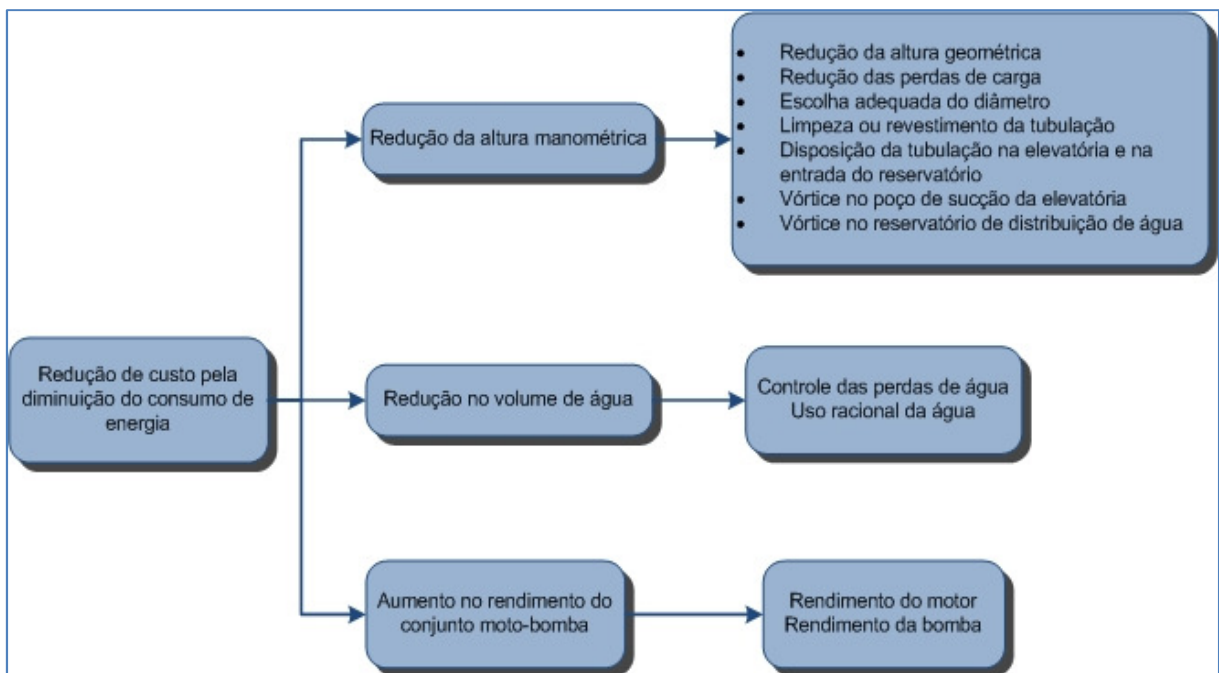 Redução de custo pela
diminuição do consumo de
energia
Redução da altura manométrica
• Redução da altura geométrica
• Redução das perdas de carga
• Escolha adequada do diâmetro
• Limpeza ou revestimento da tubulação
• Disposição da tubulação na elevatória e na
entrada do reservatório
• Vórtice no poço de sucção da elevatória
• Vórtice no reservatório de distribuição de água
Redução no volume de água
Controle das perdas de água
Uso racional da água
Aumento no rendimento do
conjunto moto-bomba
Rendimento do motor
Rendimento da bomba